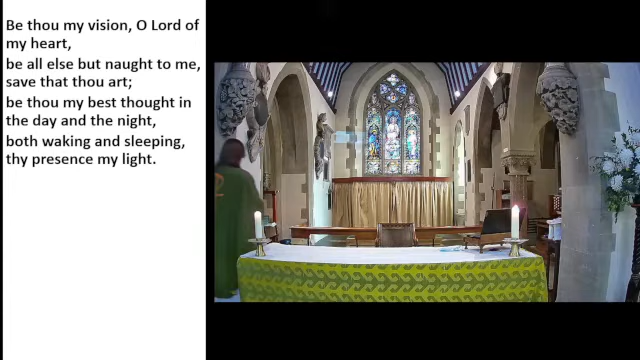 Be thou my vision, O Lord of
my heart,
be all else but naught to me,
save that thou art;
be thou my best thought in
the day and the night,
both waking and sleeping,
thy presence my light.